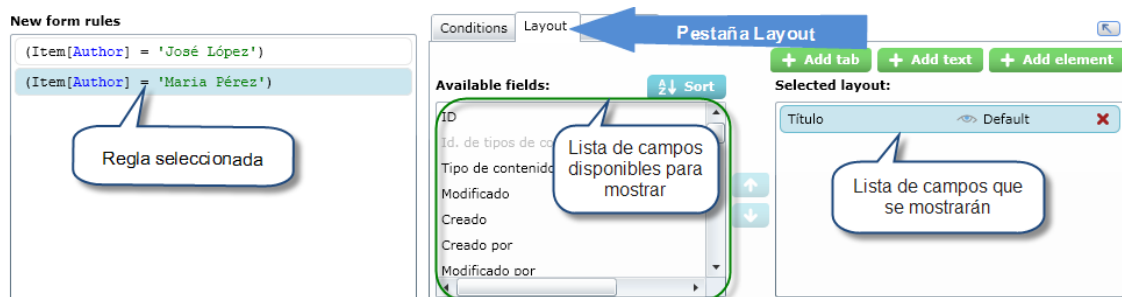 New form rules
(Item[Author] = 'José López')
(Item[Author] = 'Maria Pérez')
Regla seleccionada
Conditions
Layout
Pestaña Layout
+ Add tab
+ Add text
+ Add element
Available fields:
Sort
Selected layout:
ID
Id. de tipos de
Tipo de contenido
Modificado
Creado
Creado por
Modificado por
Lista de campos
disponibles para
mostrar
Título
Default
Lista de campos que
se mostrarán